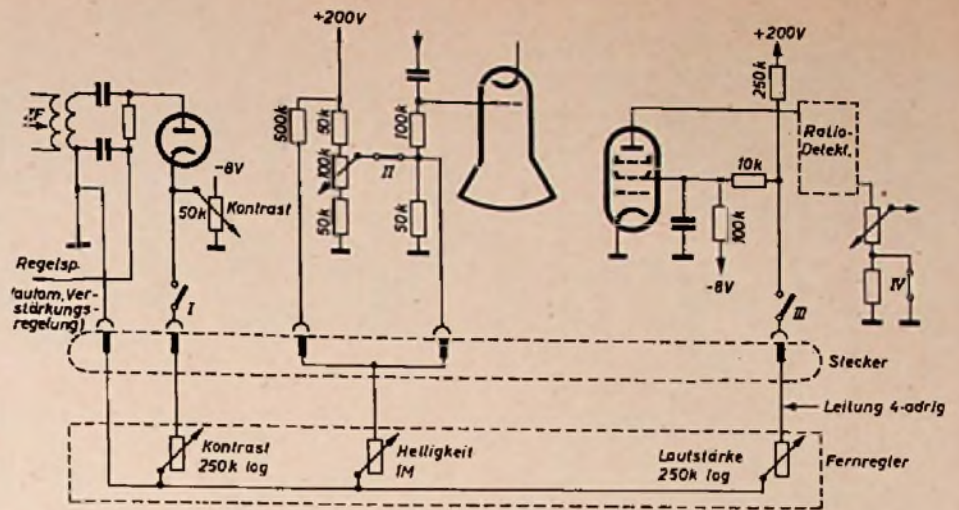 +200V
+200V
250k
500k
50k
100k
100k
50k
50k
II
Ratio-
Detekt.
10k
100k
-8V
-8V
50k
Kontrast
Regelsp.
(autom. Ver-
stärkungs-
regelung)
I
III
IV
Stecker
Leitung 4-adrig
Kontrast
250k log
Helligkeit
1M
Lautstärke
250k log
Fernregler